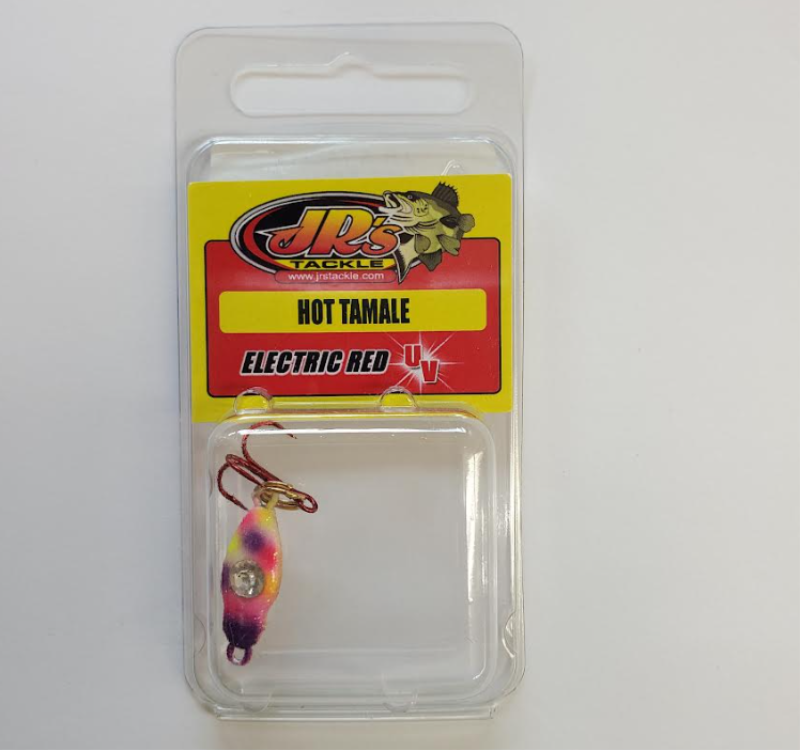 JR's
TACKLE
www.jrstackle.com
HOT TAMALE
ELECTRIC RED UV